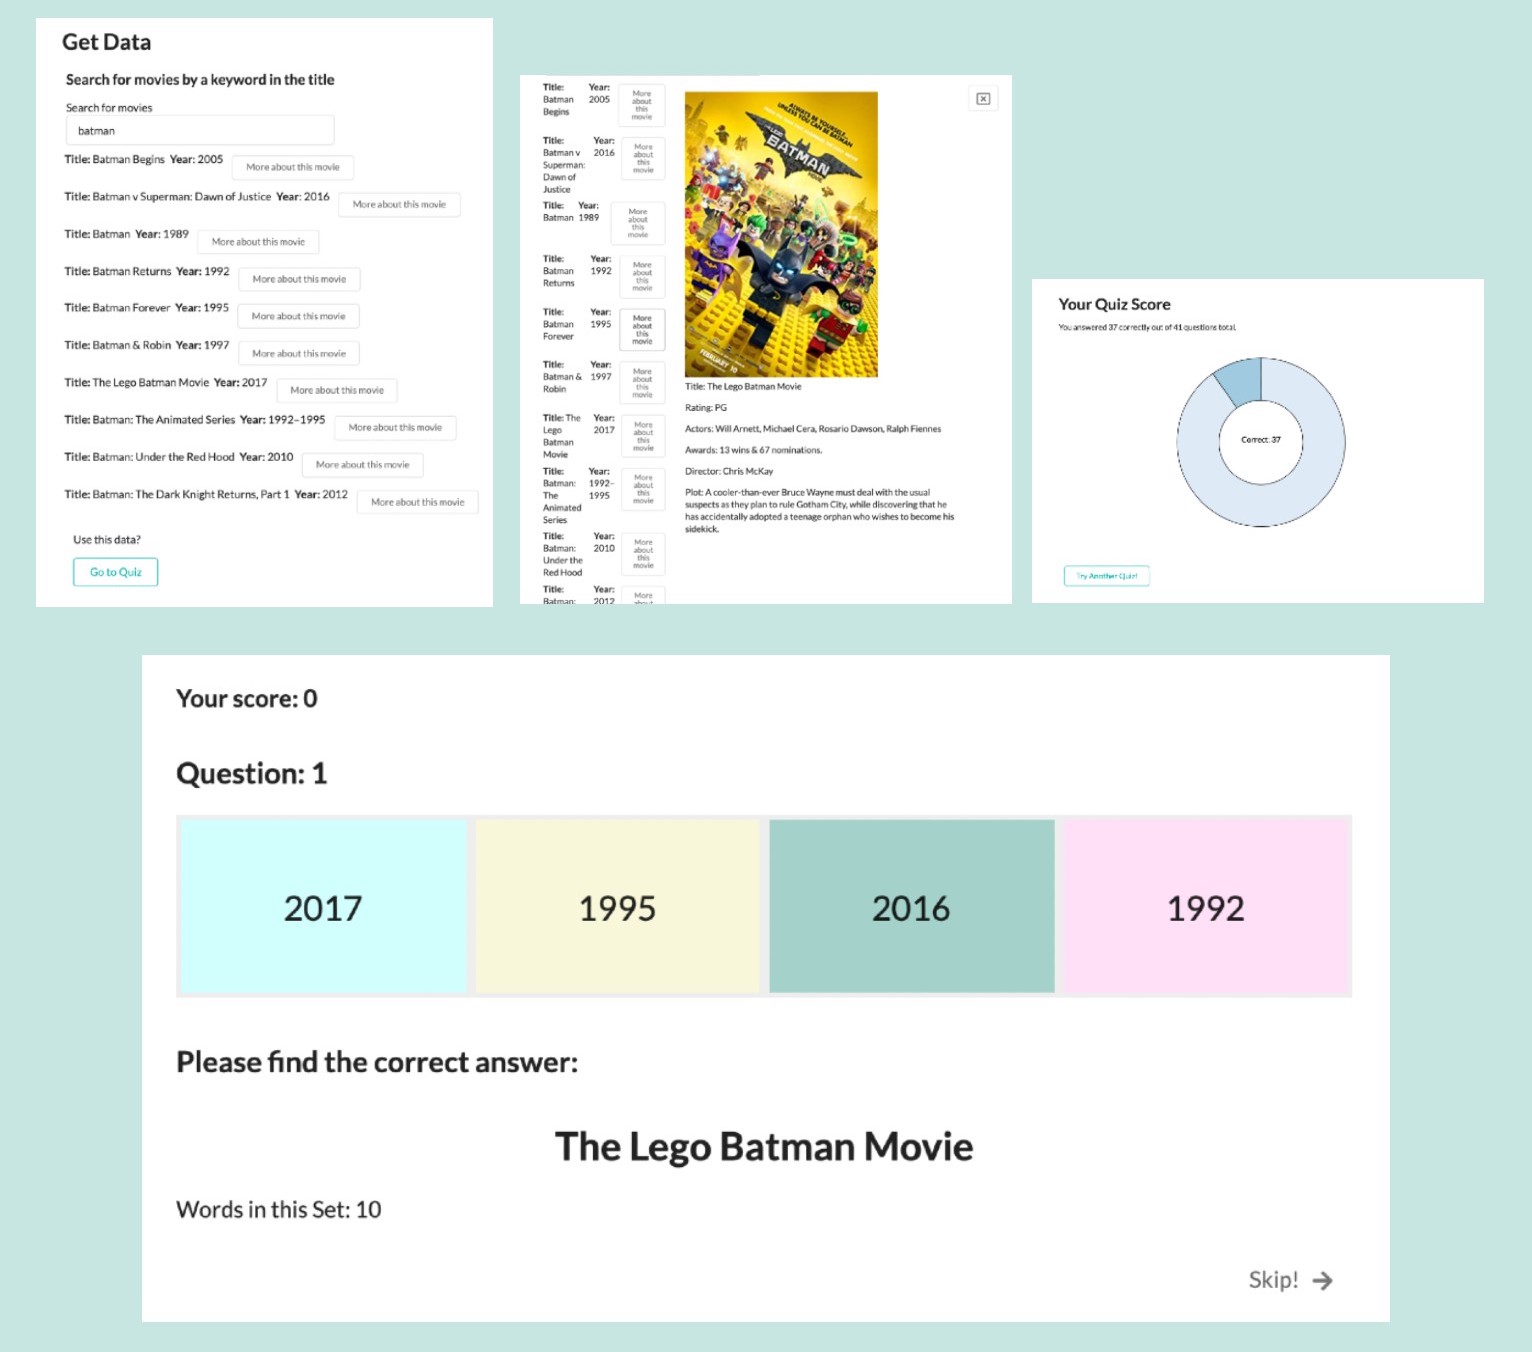 Get Data
Search for movies by a keyword in the title
Search for movies
batman
Title: Batman Begins Year: 2005 More about this movie
Title: Batman v Superman: Dawn of Justice Year: 2016 More about this movie
Title: Batman Year: 1989 More about this movie
Title: Batman Returns Year: 1992 More about this movie
Title: Batman Forever Year: 1995 More about this movie
Title: Batman & Robin Year: 1997 More about this movie
Title: The Lego Batman Movie Year: 2017 More about this movie
Title: Batman: The Animated Series Year: 1992–1995 More about this movie
Title: Batman: Under the Red Hood Year: 2010 More about this movie
Title: Batman: The Dark Knight Returns, Part 1 Year: 2012 More about this movie
Use this data?
Go to Quiz
Title: Year: More
Batman 2005 about
Begins this
movie
Title: Year: More
Batman v 2016 about
Superman: this
Dawn of movie
Justice
Title: Year: More
Batman 1989 about
this
movie
Title: Year: More
Batman 1992 about
Returns this
movie
Title: Year: More
Batman 1995 about
Forever this
movie
Title: Year: More
Batman & 1997 about
Robin this
movie
Title: The Year: More
Lego 2017 about
Batman this
Movie movie
Title: Year: More
Batman: 1992– about
The 1995 this
Animated movie
Series
Title: Year: More
Batman: 2010 about
Under the this
Red Hood movie
Title: Year: More
Batman: 2012 about
ALWAYS BE YOURSELF.
UNLESS YOU CAN BE BATMAN
THE LEGO
BATMAN
MOVIE
FEBRUARY 10
Title: The Lego Batman Movie
Rating: PG
Actors: Will Arnett, Michael Cera, Rosario Dawson, Ralph Fiennes
Awards: 13 wins & 67 nominations.
Director: Chris McKay
Plot: A cooler-than-ever Bruce Wayne must deal with the usual
suspects as they plan to rule Gotham City, while discovering that he
has accidentally adopted a teenage orphan who wishes to become his
sidekick.
Your Quiz Score
You answered 37 correctly out of 41 questions total.
Correct: 37
Try Another Quiz!
Your score: 0
Question: 1
2017 1995 2016 1992
Please find the correct answer:
The Lego Batman Movie
Words in this Set: 10
Skip!